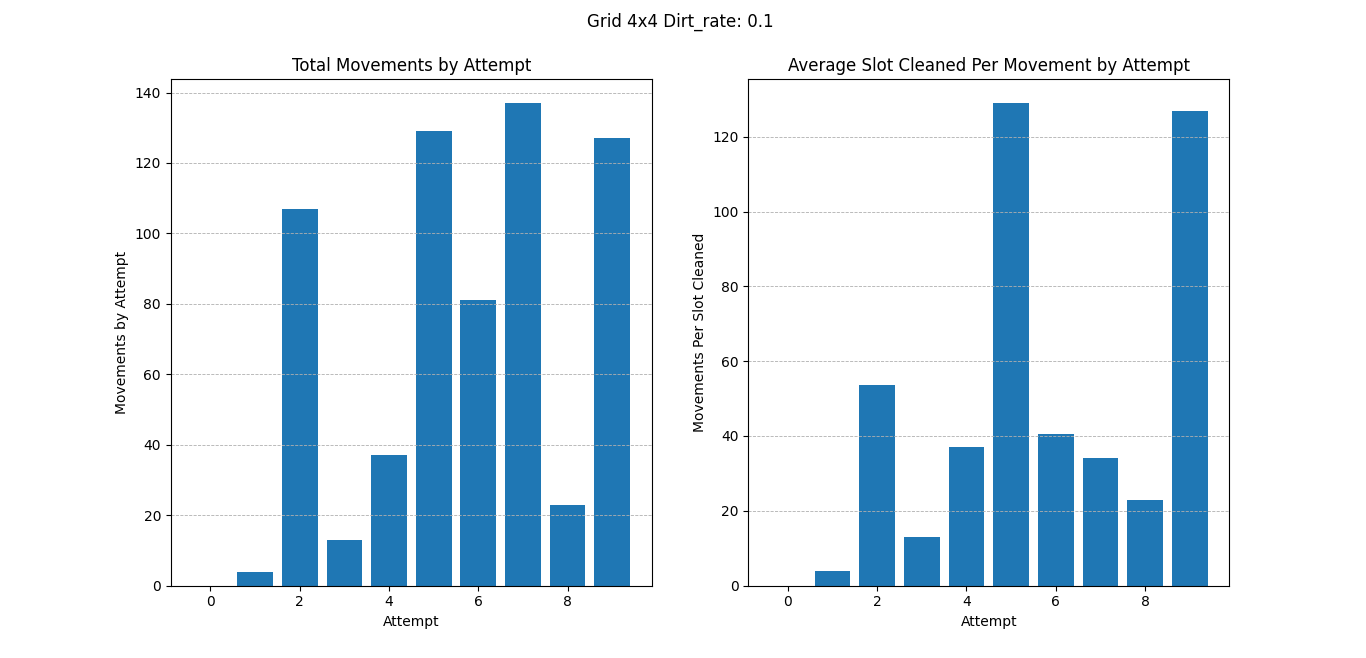 Grid 4x4 Dirt_rate: 0.1
Total Movements by Attempt
Movements by Attempt
140
120
100
80
60
40
20
0
0 2 4 6 8
Attempt
Average Slot Cleaned Per Movement by Attempt
Movements Per Slot Cleaned
120
100
80
60
40
20
0
0 2 4 6 8
Attempt